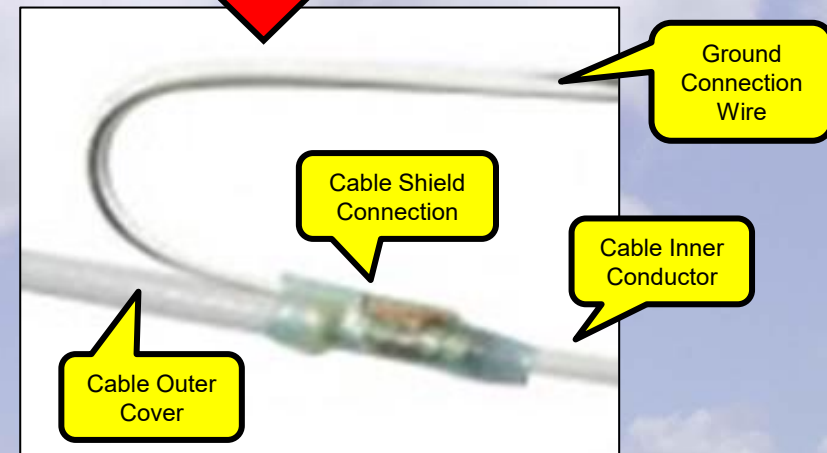 Ground
Connection
Wire
Cable Shield
Connection
Cable Inner
Conductor
Cable Outer
Cover